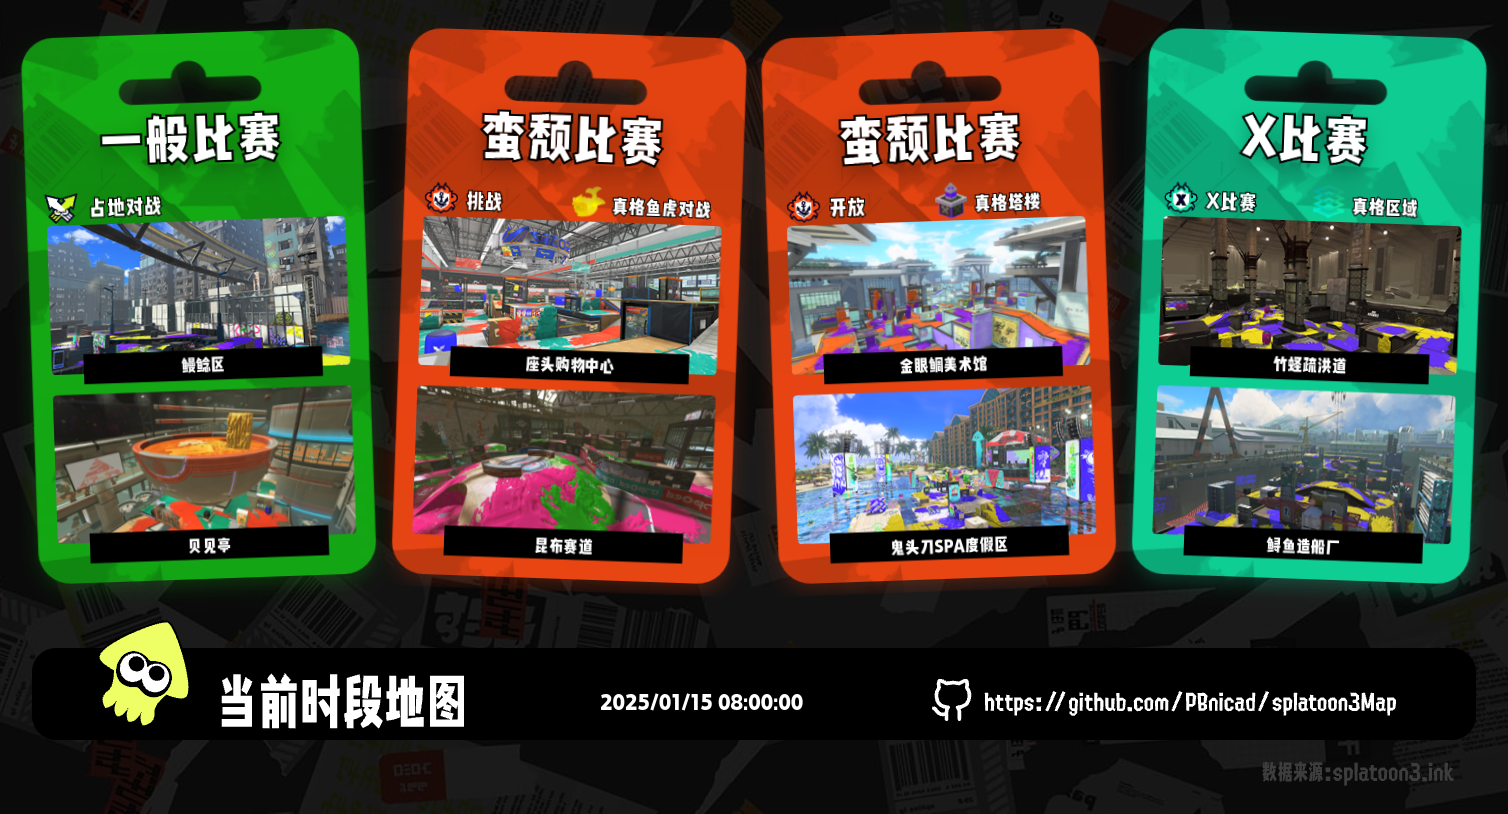 一般比赛
占地对战
鳗鲶区
贝见亭
蛮颓比赛
挑战
真格鱼虎对战
座头购物中心
昆布赛道
蛮颓比赛
开放
真格塔楼
金眼鲷美术馆
鬼头刀SPA度假区
X比赛
X比赛
真格区域
竹蛏疏洪道
鲟鱼造船厂
当前时段地图
2025/01/15 08:00:00
https://github.com/PBnicad/splatoon3Map
数据来源:splatoon3.ink